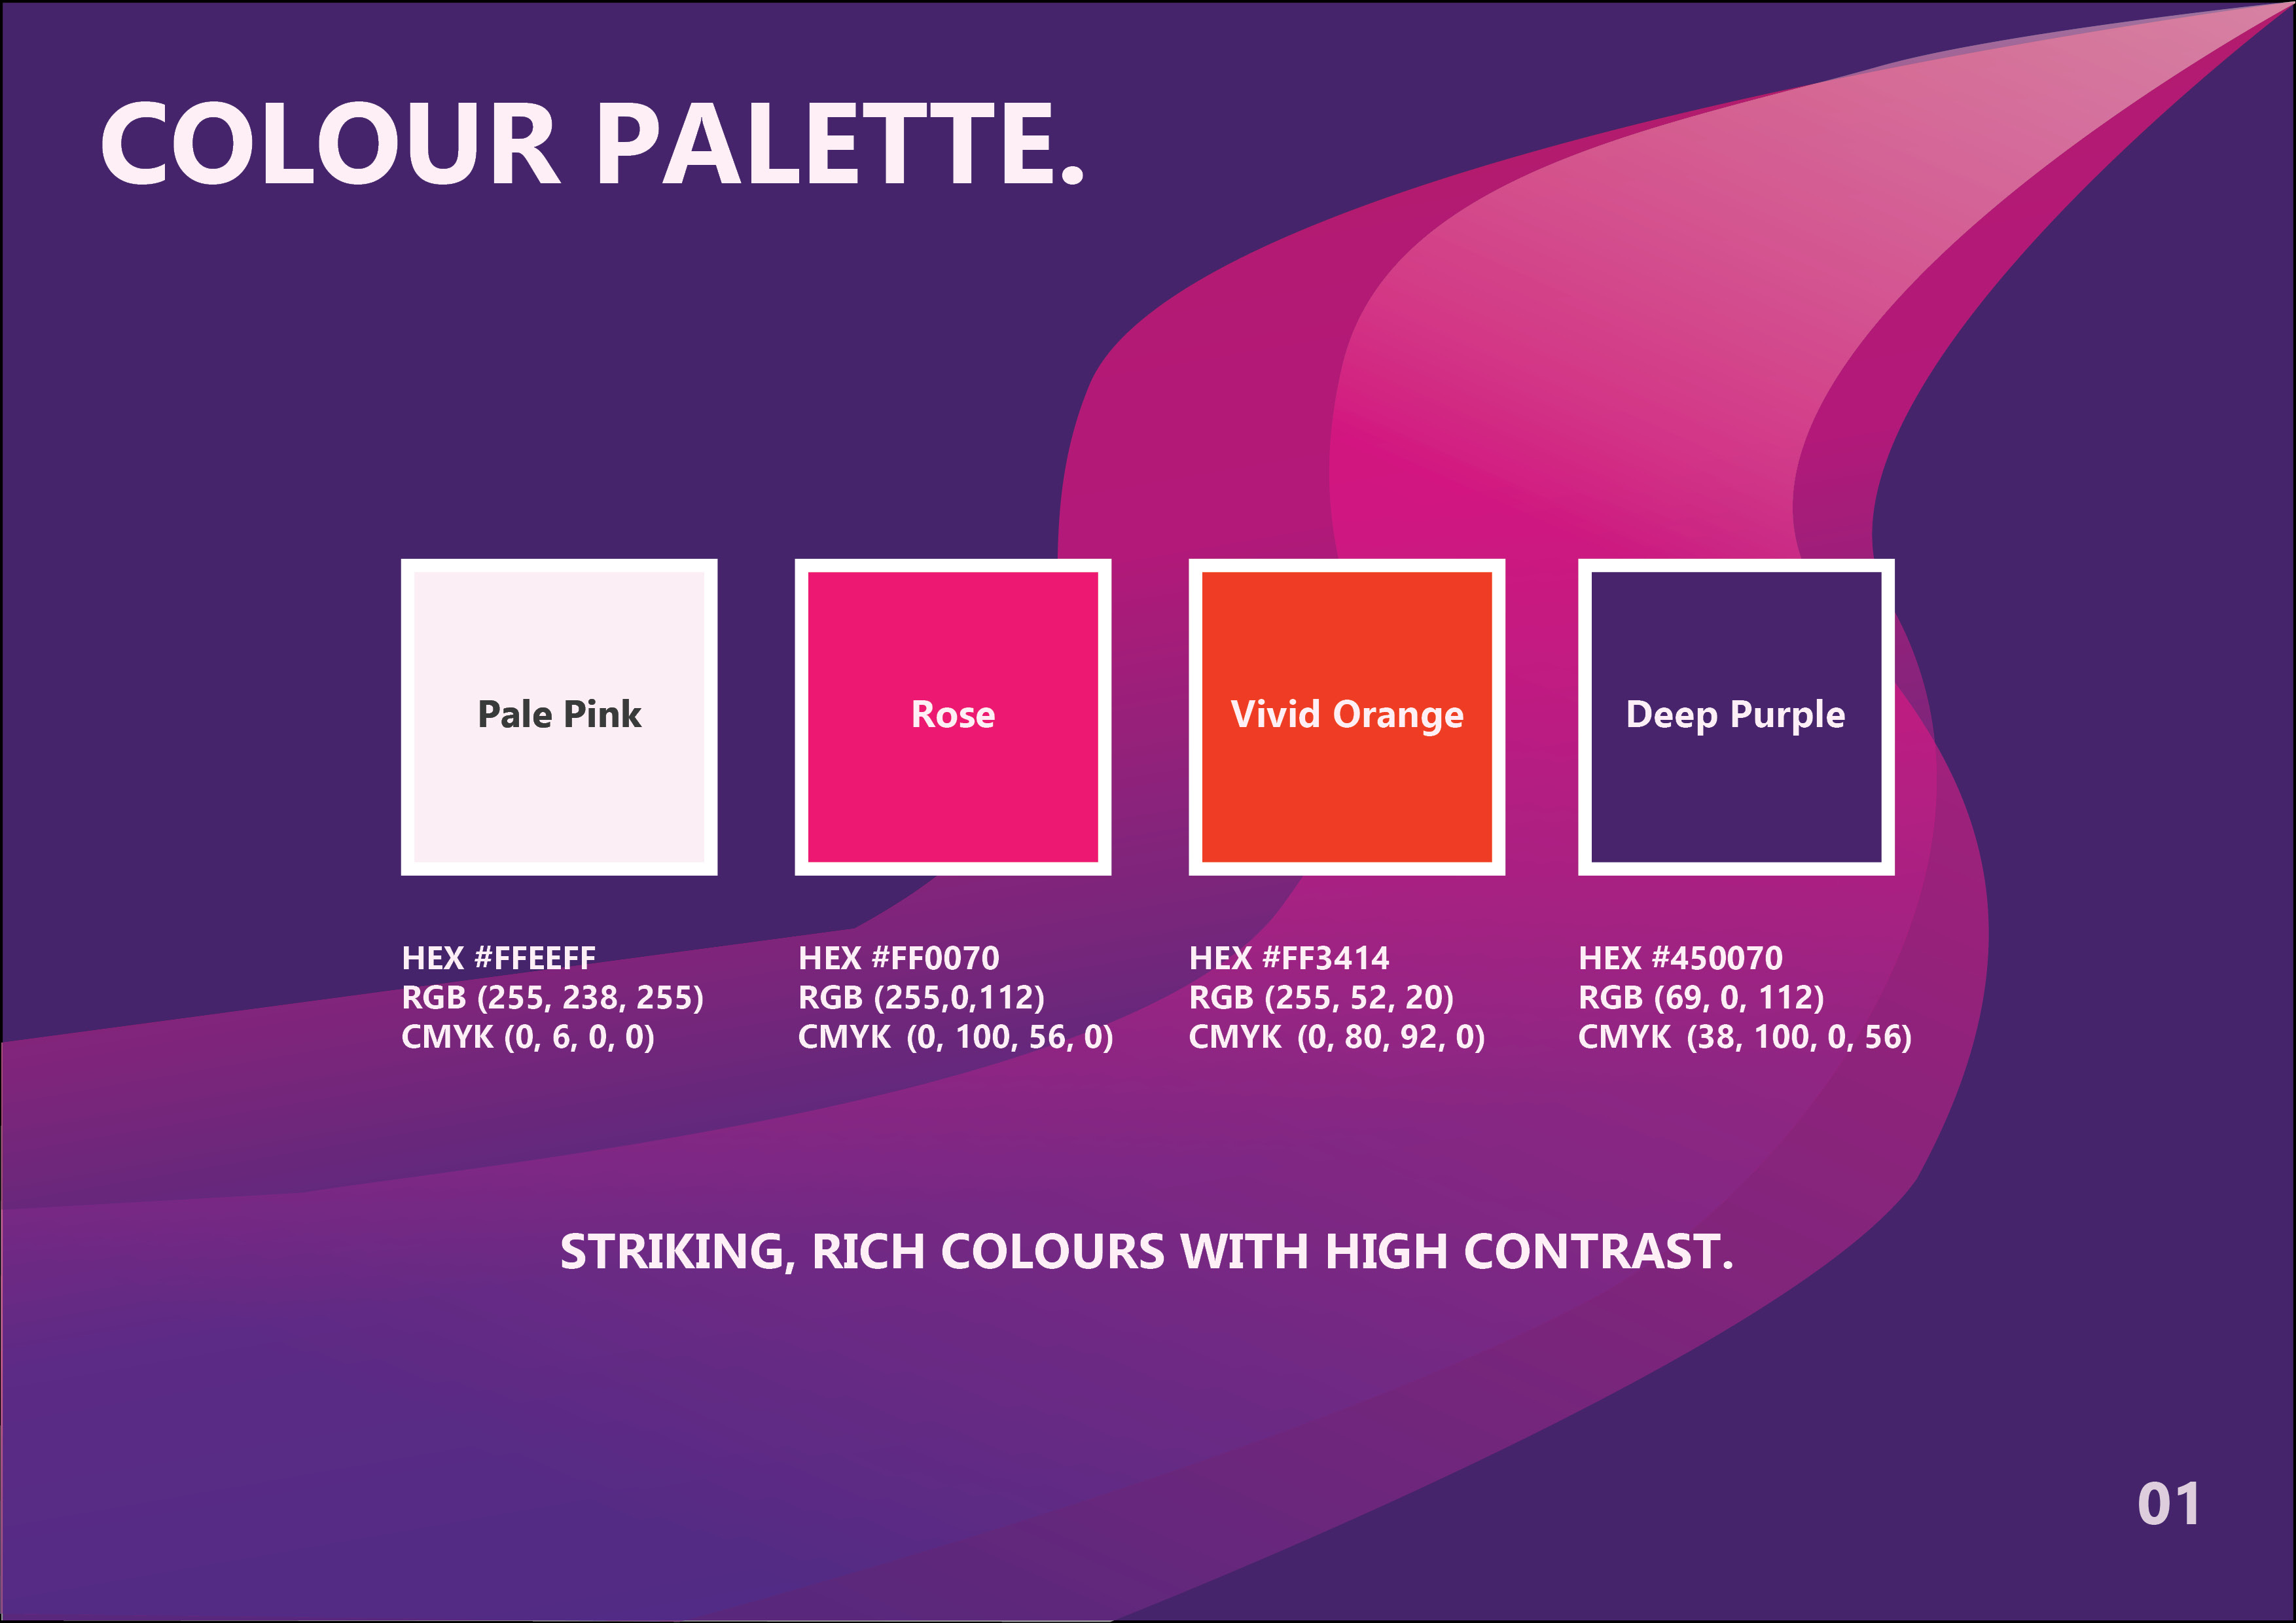 COLOUR PALETTE.
Pale Pink
Rose
Vivid Orange
Deep Purple
HEX #FFEEFF
RGB (255, 238, 255)
CMYK (0, 6, 0, 0)
HEX #FF0070
RGB (255,0,112)
CMYK (0, 100, 56, 0)
HEX #FF3414
RGB (255, 52, 20)
CMYK (0, 80, 92, 0)
HEX #450070
RGB (69, 0, 112)
CMYK (38, 100, 0, 56)
STRIKING, RICH COLOURS WITH HIGH CONTRAST.
01